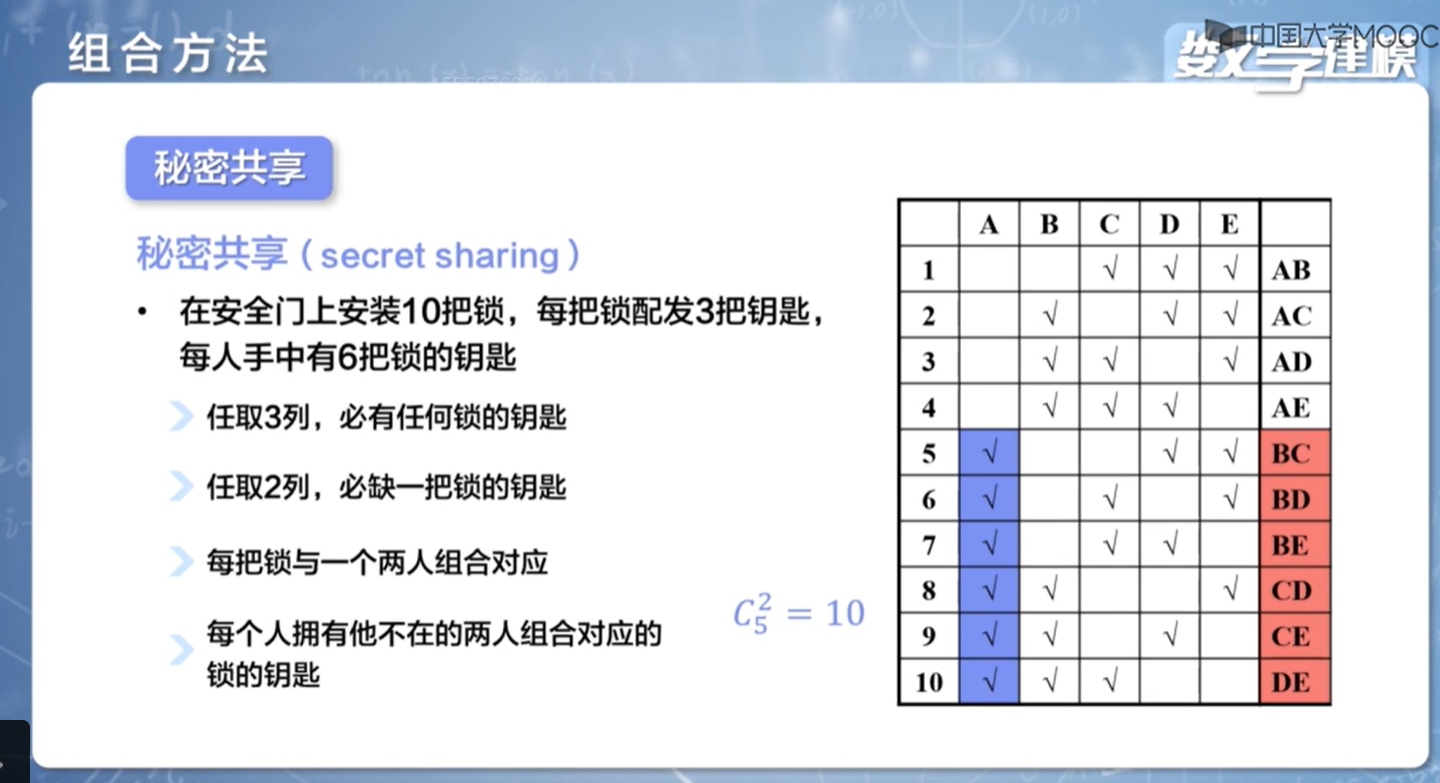 组合方法
中国大学MOOC
数学建模
秘密共享
秘密共享（secret sharing）
• 在安全门上安装10把锁，每把锁配发3把钥匙，
每人手中有6把锁的钥匙
任取3列，必有任何锁的钥匙
任取2列，必缺一把锁的钥匙
每把锁与一个两人组合对应
每个人拥有他不在的两人组合对应的
锁的钥匙
$C_5^2 = 10$
A B C D E
1 √ √ √ AB
2 √ √ √ AC
3 √ √ √ AD
4 √ √ √ AE
5 √ √ √ BC
6 √ √ √ BD
7 √ √ √ BE
8 √ √ √ CD
9 √ √ √ CE
10 √ √ √ DE